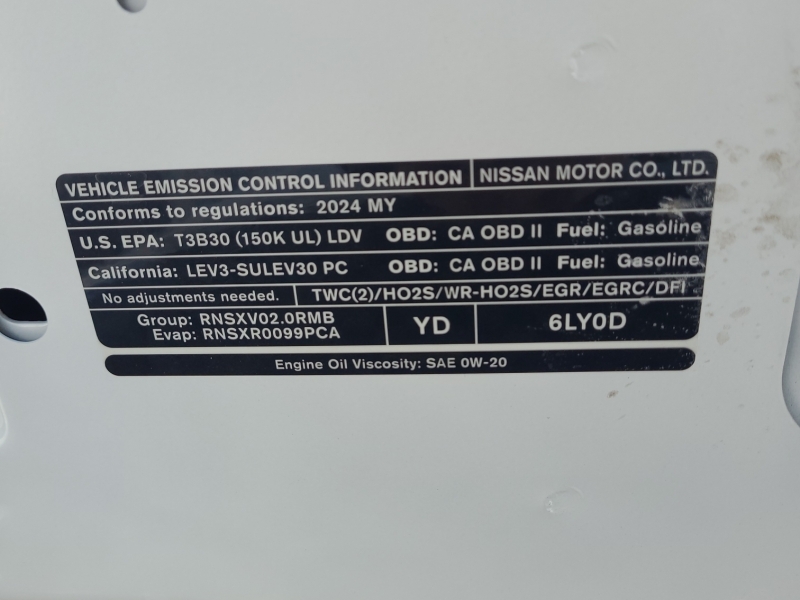 VEHICLE EMISSION CONTROL INFORMATION NISSAN MOTOR CO., LTD.
Conforms to regulations: 2024 MY
U.S. EPA: T3B30 (150K UL) LDV OBD: CA OBD II Fuel: Gasoline
California: LEV3-SULEV30 PC OBD: CA OBD II Fuel: Gasoline
No adjustments needed. TWC(2)/HO2S/WR-HO2S/EGR/EGRC/DFI
Group: RNSXV02.0RMB
Evap: RNSXR0099PCA
YD
6LY0D
Engine Oil Viscosity: SAE 0W-20